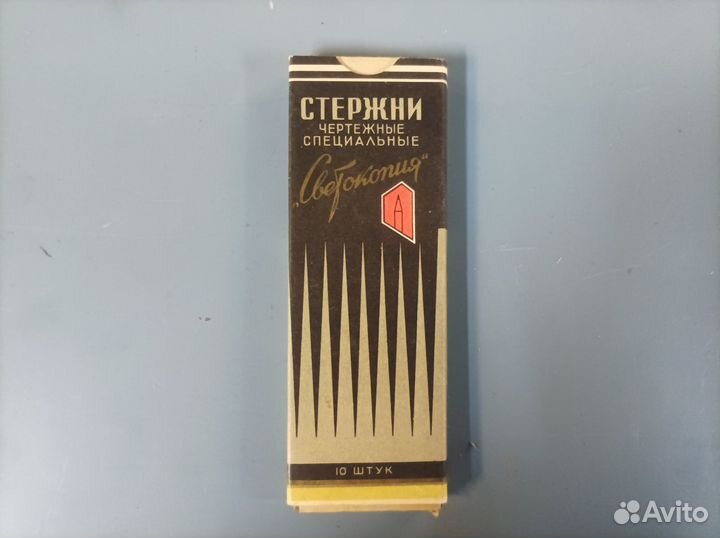 СТЕРЖНИ
ЧЕРТЕЖНЫЕ
СПЕЦИАЛЬНЫЕ
„Светокопия"
10 ШТУК
Avito